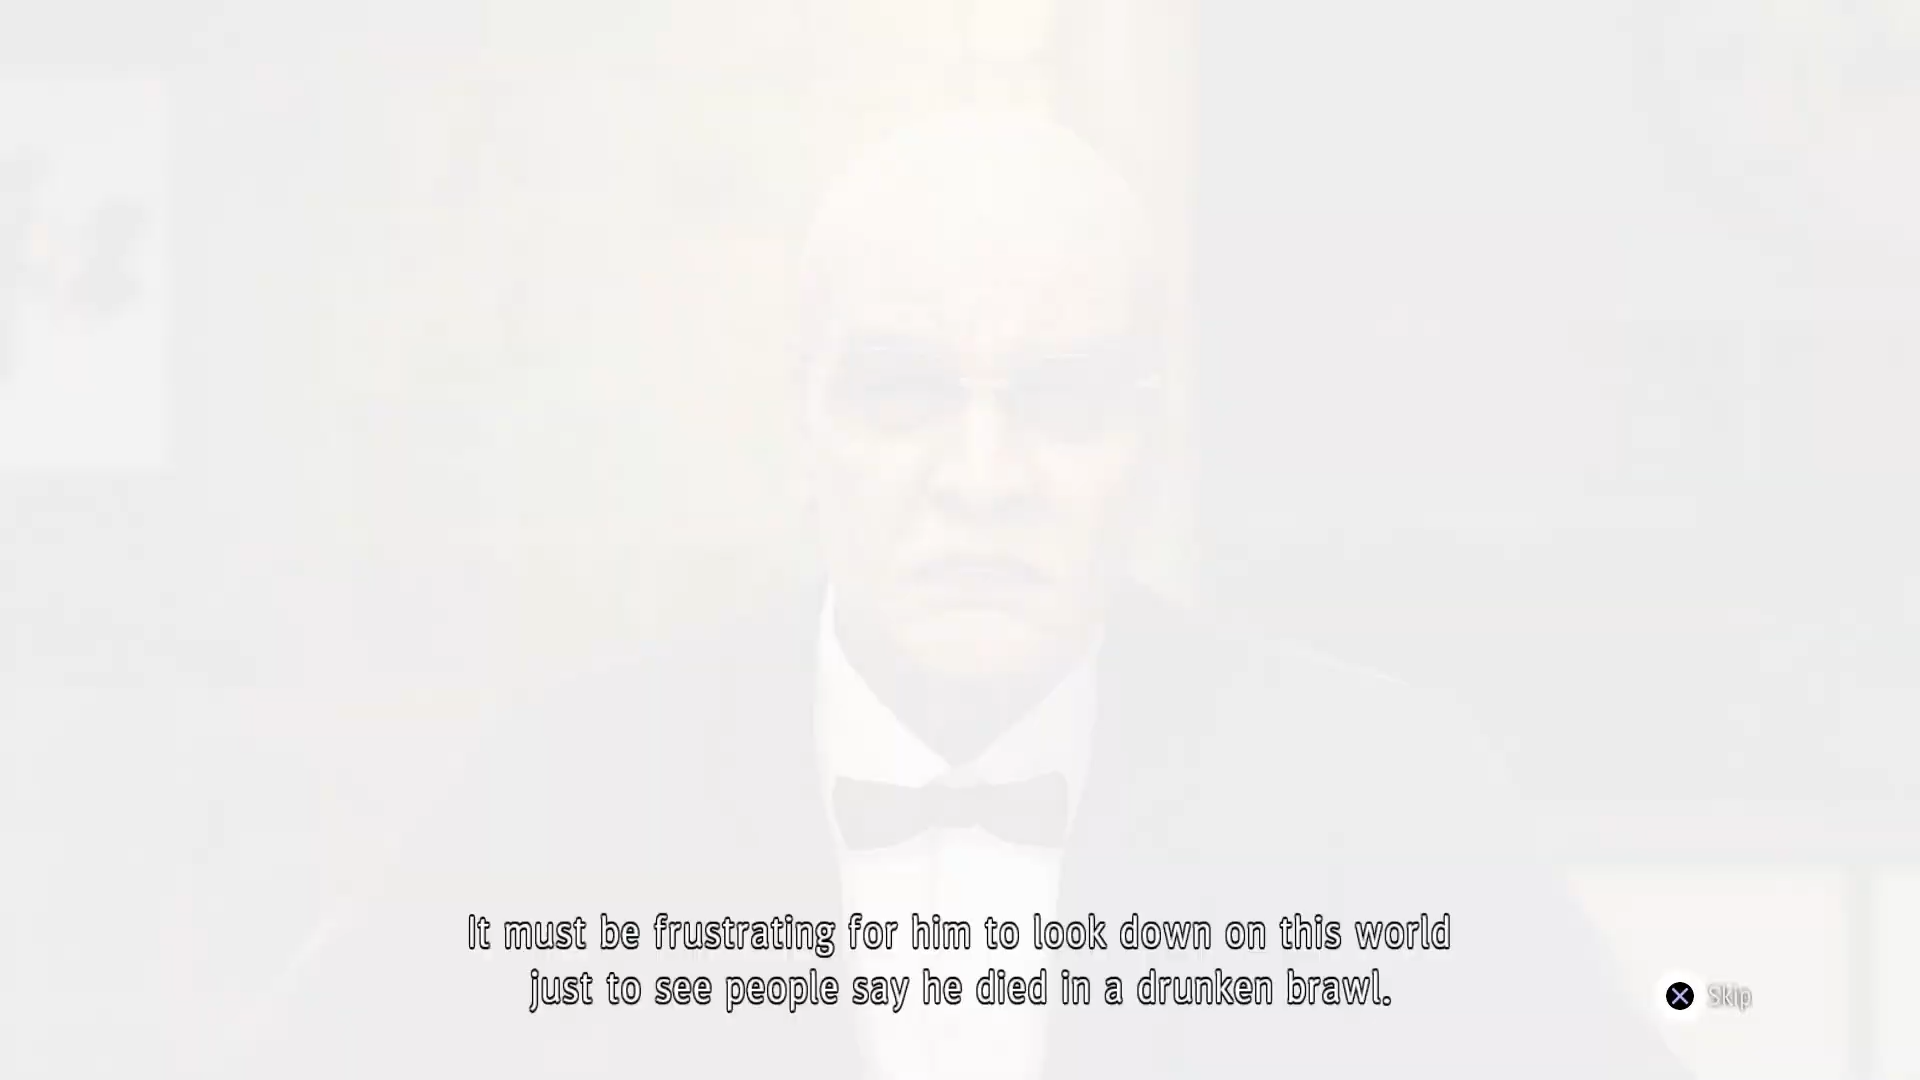 It must be frustrating for him to look down on this world
just to see people say he died in a drunken brawl.
Skip